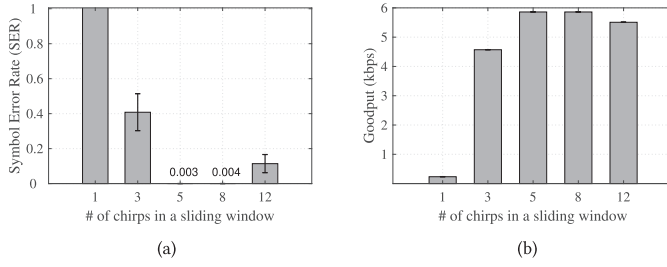 Symbol Error Rate (SER)
1
0.8
0.6
0.4
0.2
0
0.003
0.004
1 3 5 8 12
# of chirps in a sliding window
(a)
Goodput (kbps)
6
5
4
3
2
1
1 3 5 8 12
# of chirps in a sliding window
(b)